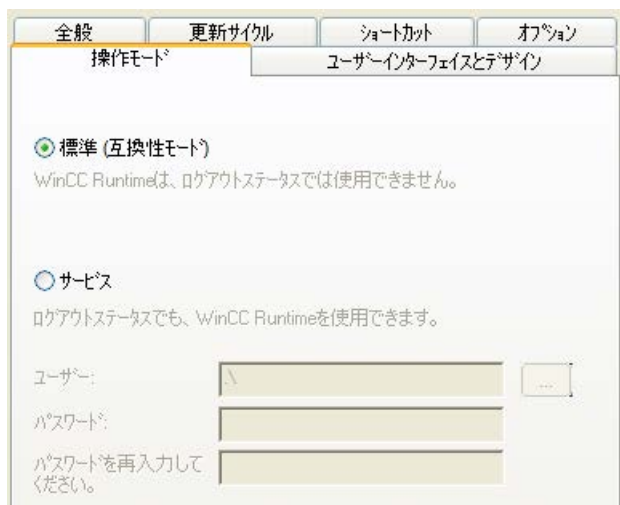 全般
更新サイクル
ショートカット
オプション
操作モード
ユーザーインターフェイスとデザイン
標準 (互換性モード)
WinCC Runtimeは、ログアウトステータスでは使用できません。
サービス
ログアウトステータスでも、WinCC Runtimeを使用できます。
ユーザー:
.\
...
パスワード:
パスワードを再入力して
ください。